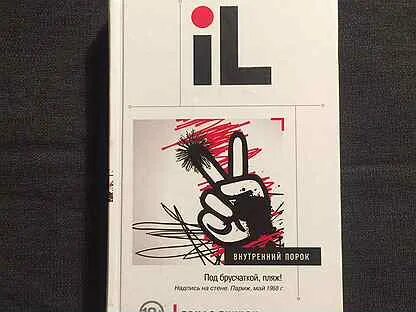 iL
ВНУТРЕННИЙ ПОРОК
Под брусчаткой, пляж!
Надпись на стене. Париж, май 1968 г.